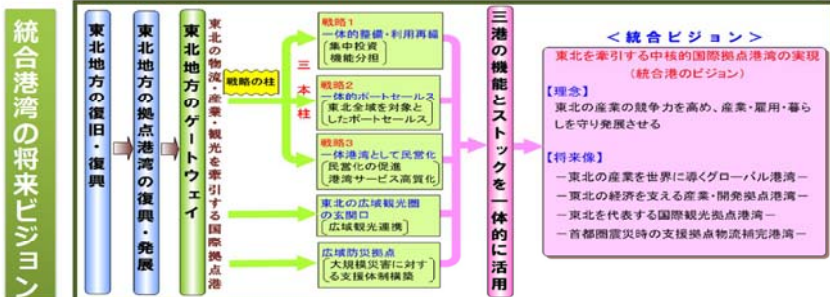 統合港湾の将来ビジョン
東北地方の復旧・復興
東北地方の拠点港湾の復興・発展
東北地方のゲートウェイ
東北の物流・産業・観光を牽引する国際拠点港
戦略の柱
三本柱
戦略1
一体的整備・利用再編
集中投資
機能分担
戦略2
一体的ポートセールス
東北全域を対象と
したポートセールス
戦略3
一体港湾として民営化
民営化の促進
港湾サービス高質化
東北の広域観光圏
の玄関口
広域観光連携
広域防災拠点
大規模災害に対す
る支援体制構築
三港の機能とストックを一体的に活用
＜統合ビジョン＞
東北を牽引する中核的国際拠点港湾の実現
(統合港のビジョン)
【理念】
東北の産業の競争力を高め、産業・雇用・暮ら
しを守り発展させる
【将来像】
－東北の産業を世界に導くグローバル港湾－
－東北の経済を支える産業・開発拠点港湾－
－東北を代表する国際観光拠点港湾－
－首都圏震災時の支援拠点物流補完港湾－